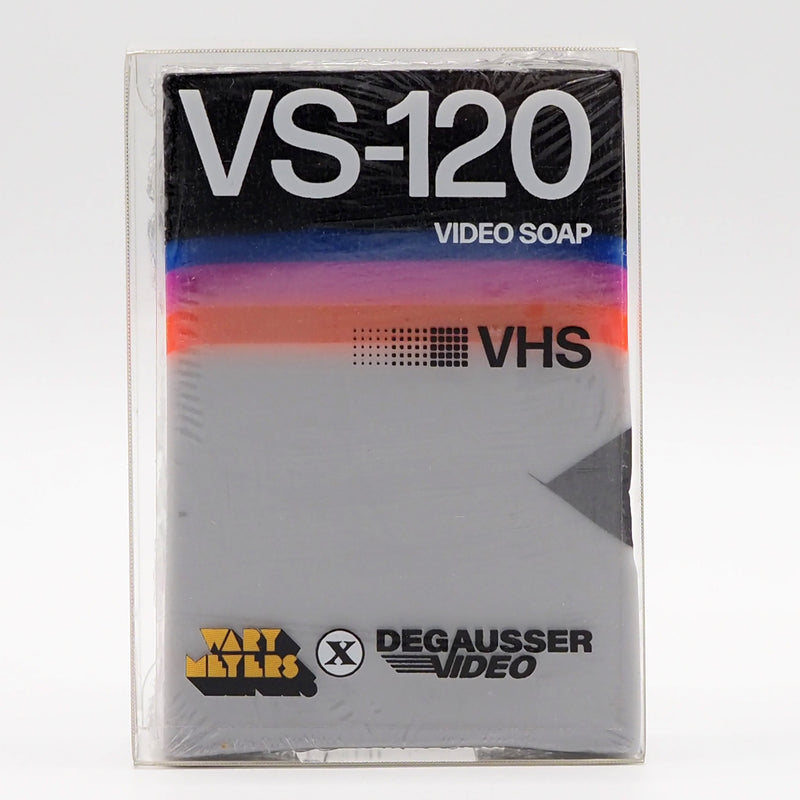 VS-120
VIDEO SOAP
VHS
WARY
MEYERS
X
DEGAUSSER
VIDEO